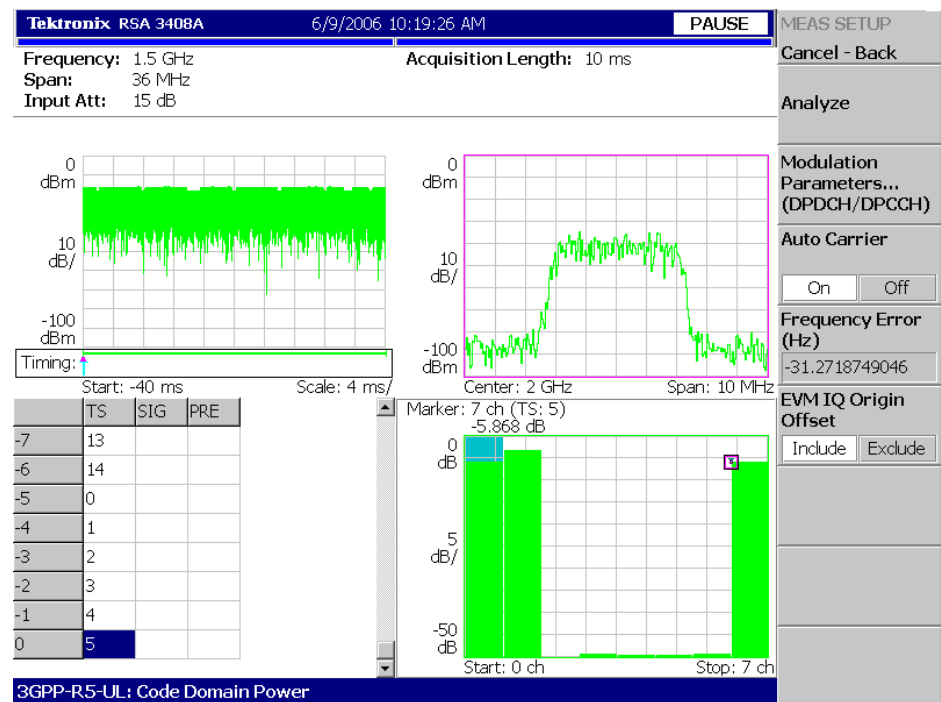 Tektronix RSA 3408A 6/9/2006 10:19:26 AM PAUSE
Frequency: 1.5 GHz Acquisition Length: 10 ms
Span: 36 MHz
Input Att: 15 dB
0
dBm
10
dB/
-100
dBm
Timing:
Start: -40 ms Scale: 4 ms/
0
dBm
10
dB/
-100
dBm
Center: 2 GHz Span: 10 MHz
TS SIG PRE
-7 13
-6 14
-5 0
-4 1
-3 2
-2 3
-1 4
0 5
Marker: 7 ch (TS: 5)
-5.868 dB
0
dB
5
dB/
-50
dB
Start: 0 ch Stop: 7 ch
3GPP-R5-UL: Code Domain Power
MEAS SETUP
Cancel - Back
Analyze
Modulation
Parameters...
(DPDCH/DPCCH)
Auto Carrier
On Off
Frequency Error
(Hz)
-31.2718749046
EVM IQ Origin
Offset
Include Exclude